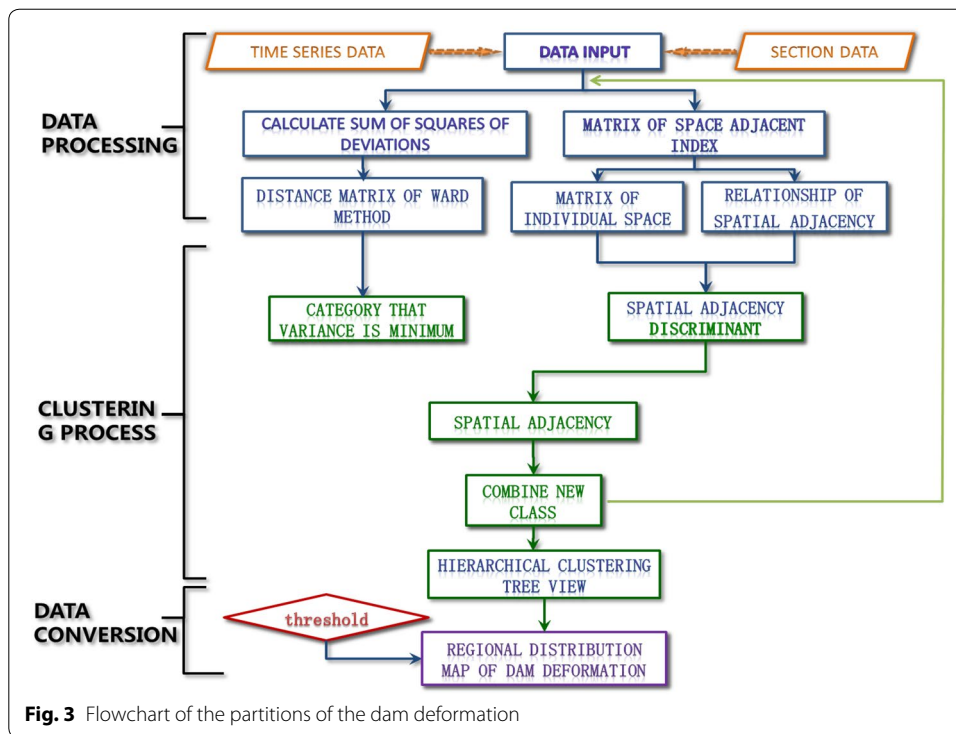 TIME SERIES DATA
DATA INPUT
SECTION DATA
DATA
PROCESSING
CALCULATE SUM OF SQUARES OF
DEVIATIONS
MATRIX OF SPACE ADJACENT
INDEX
DISTANCE MATRIX OF WARD
METHOD
MATRIX OF
INDIVIDUAL SPACE
RELATIONSHIP OF
SPATIAL ADJACENCY
CLUSTERIN
G PROCESS
CATEGORY THAT
VARIANCE IS MINIMUM
SPATIAL ADJACENCY
DISCRIMINANT
SPATIAL ADJACENCY
COMBINE NEW
CLASS
HIERARCHICAL CLUSTERING
TREE VIEW
DATA
CONVERSION
threshold
REGIONAL DISTRIBUTION
MAP OF DAM DEFORMATION
Fig. 3 Flowchart of the partitions of the dam deformation